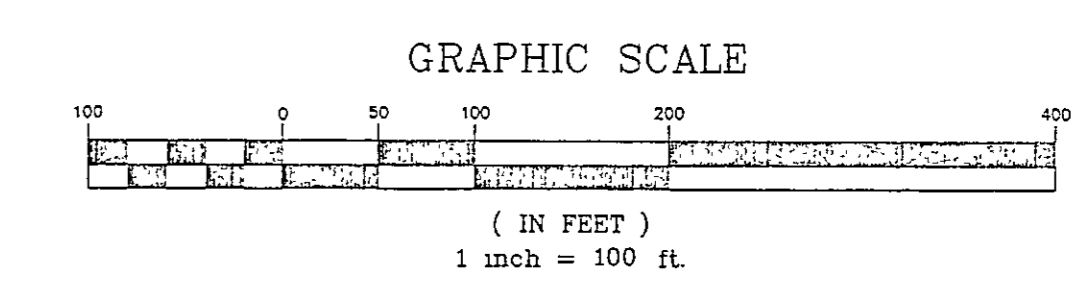 GRAPHIC SCALE
100 0 50 100 200 400
( IN FEET )
1 inch = 100 ft.